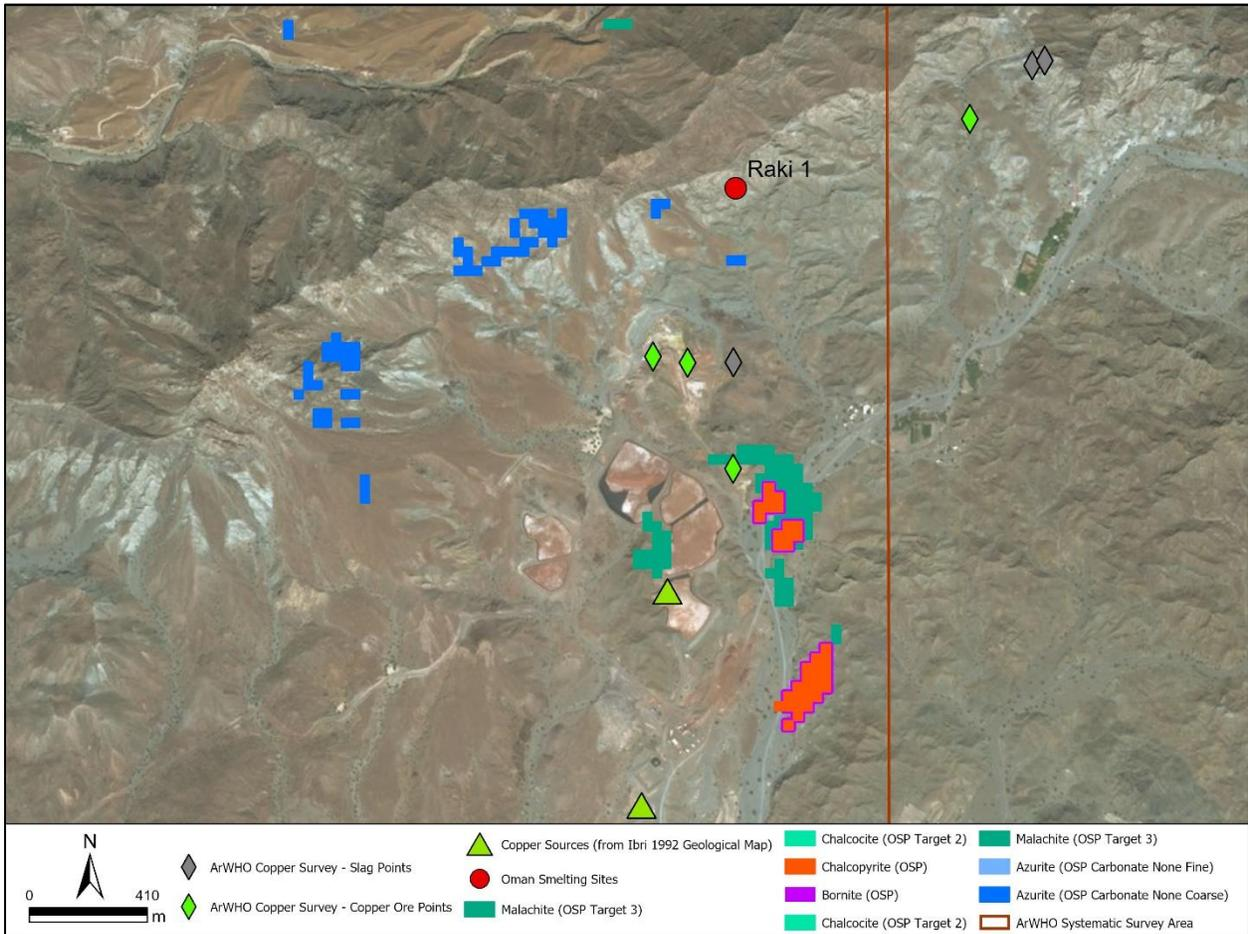 Raki 1
N
0 410
m
ArWHO Copper Survey - Slag Points
ArWHO Copper Survey - Copper Ore Points
Copper Sources (from Ibri 1992 Geological Map)
Oman Smelting Sites
Malachite (OSP Target 3)
Chalcocite (OSP Target 2)
Chalcopyrite (OSP)
Bornite (OSP)
Chalcocite (OSP Target 2)
Malachite (OSP Target 3)
Azurite (OSP Carbonate None Fine)
Azurite (OSP Carbonate None Coarse)
ArWHO Systematic Survey Area